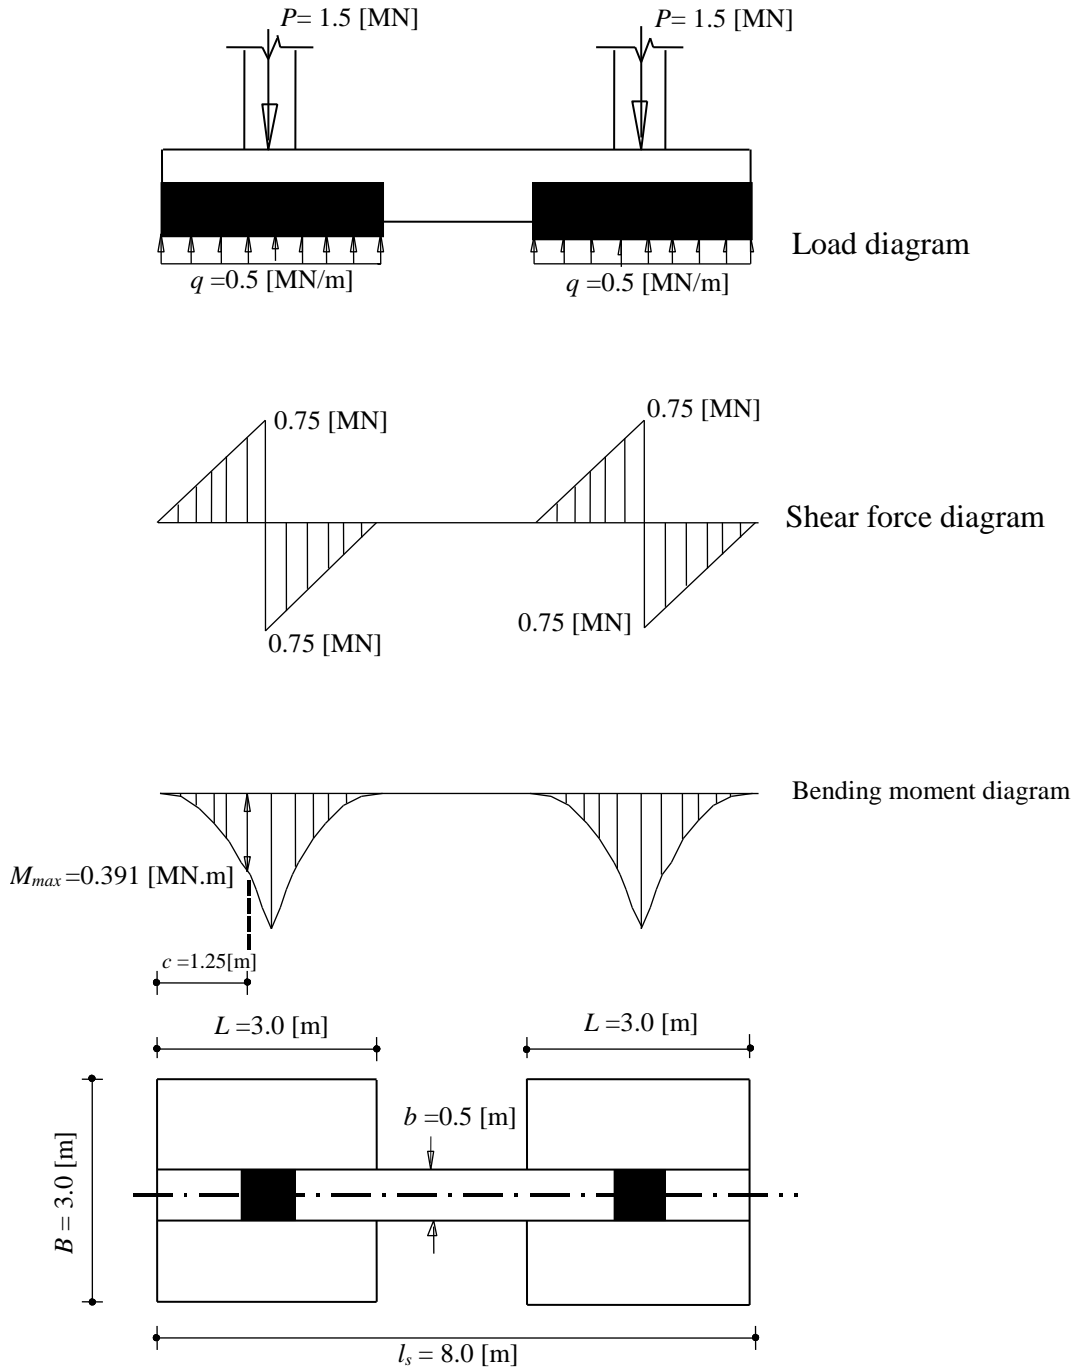 P= 1.5 [MN]
P= 1.5 [MN]
Load diagram
q =0.5 [MN/m]
q =0.5 [MN/m]
0.75 [MN]
0.75 [MN]
Shear force diagram
0.75 [MN]
0.75 [MN]
Bending moment diagram
Mmax =0.391 [MN.m]
c =1.25[m]
L =3.0 [m]
L =3.0 [m]
b =0.5 [m]
B = 3.0 [m]
ls = 8.0 [m]